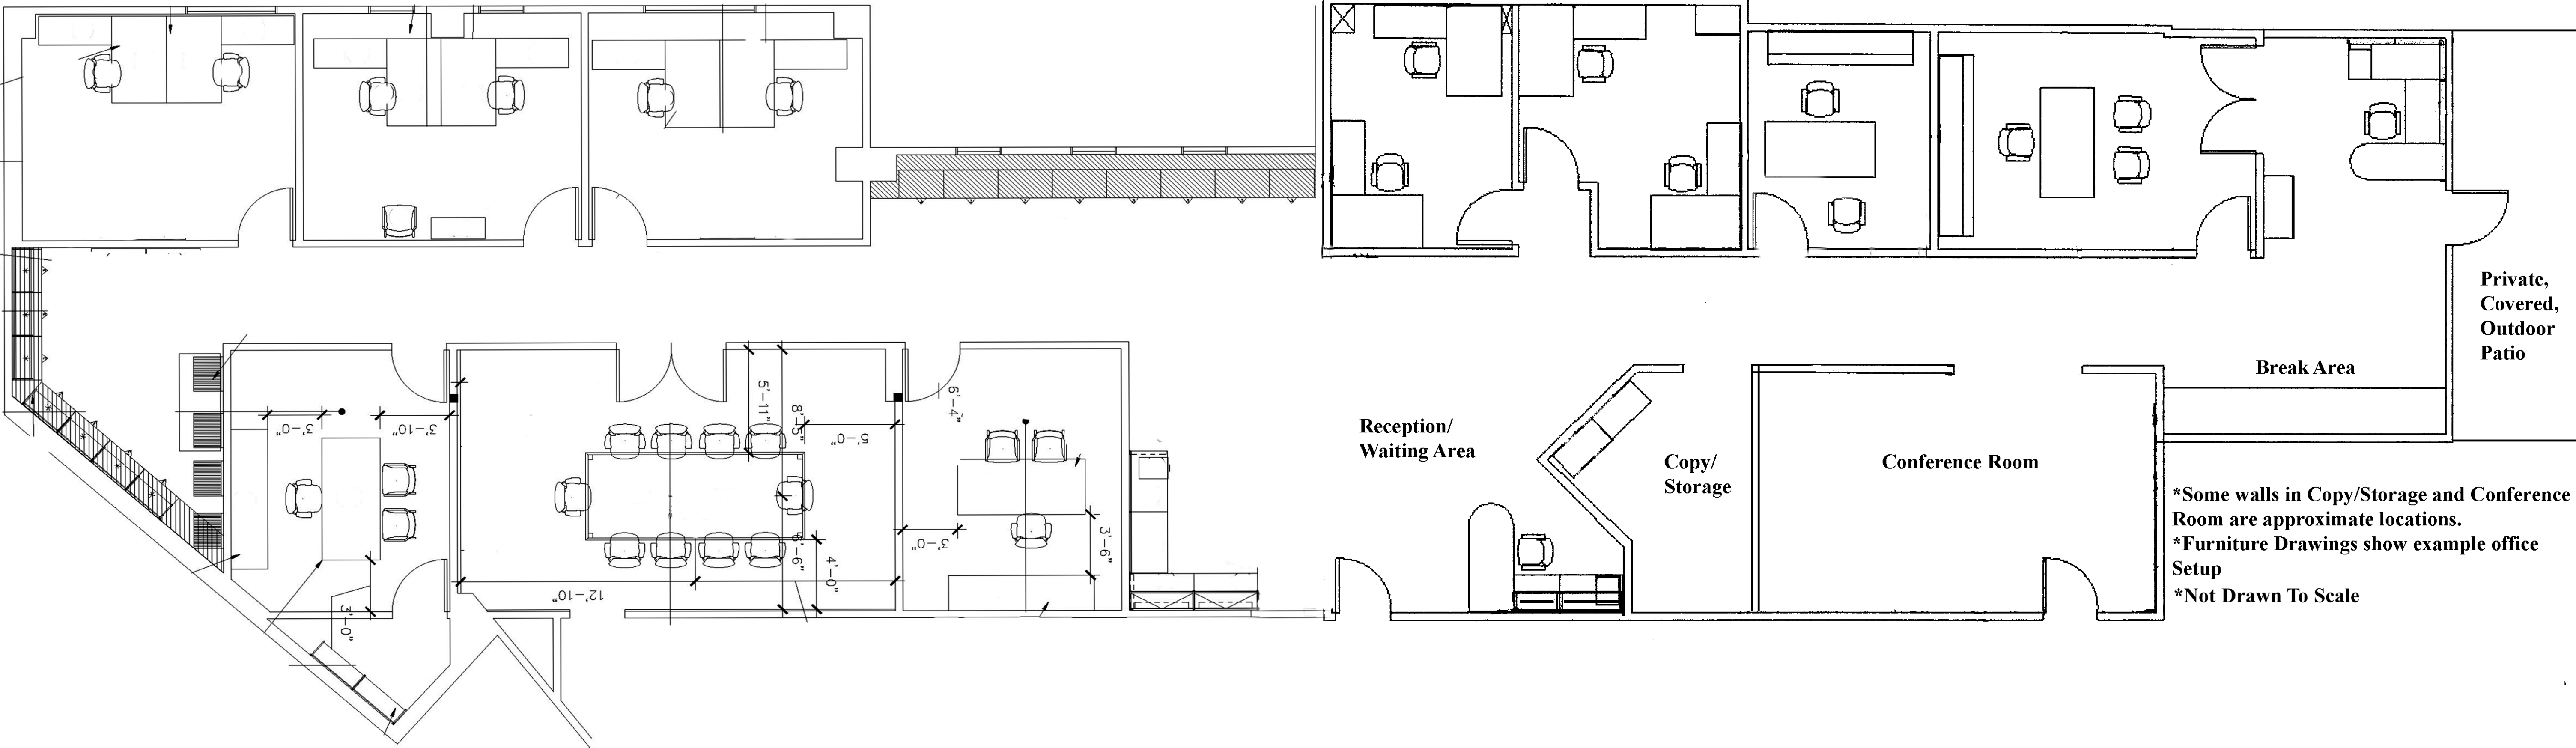 Private,
Covered,
Outdoor
Patio
Break Area
Reception/
Waiting Area
Copy/
Storage
Conference Room
*Some walls in Copy/Storage and Conference
Room are approximate locations.
*Furniture Drawings show example office
Setup
*Not Drawn To Scale
3'-0"
3'-10"
5'-11"
8'-5"
5'-0"
6'-4"
3'-0"
3'-6"
4'-0"
12'-10"
3'-0"